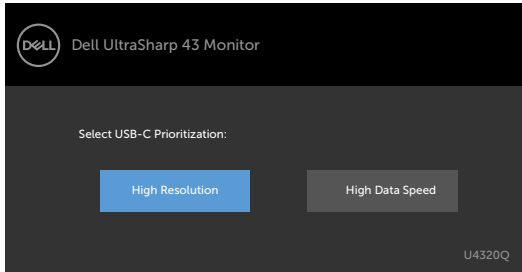 DELL Dell UltraSharp 43 Monitor
Select USB-C Prioritization:
High Resolution High Data Speed
U4320Q